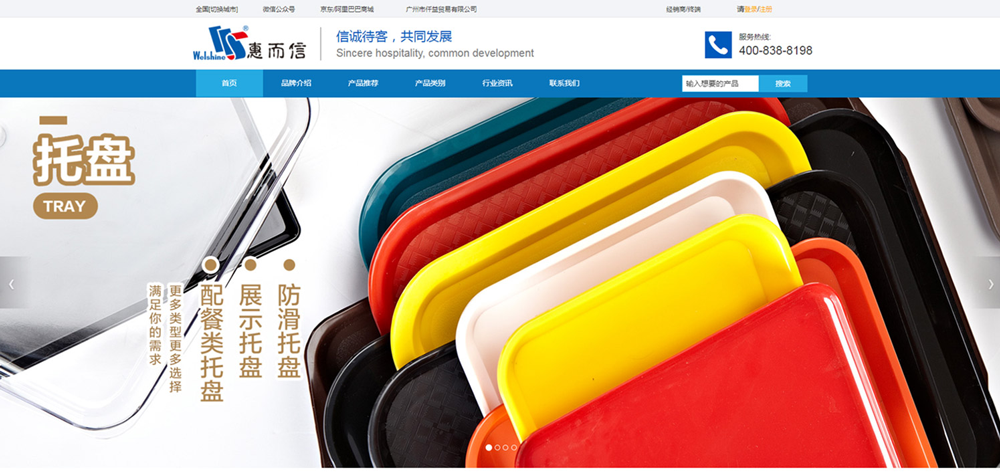 全国[切换城市] 微信公众号 京东/阿里巴巴商城 广州市仟益贸易有限公司 经销商/终端 请登录/注册
Welshine 惠而信
信诚待客，共同发展
Sincere hospitality, common development
服务热线:
400-838-8198
首页 品牌介绍 产品推荐 产品类别 行业资讯 联系我们 输入想要的产品 搜索
托盘
TRAY
防滑托盘
展示托盘
配餐类托盘
更多类型更多选择
满足你的需求